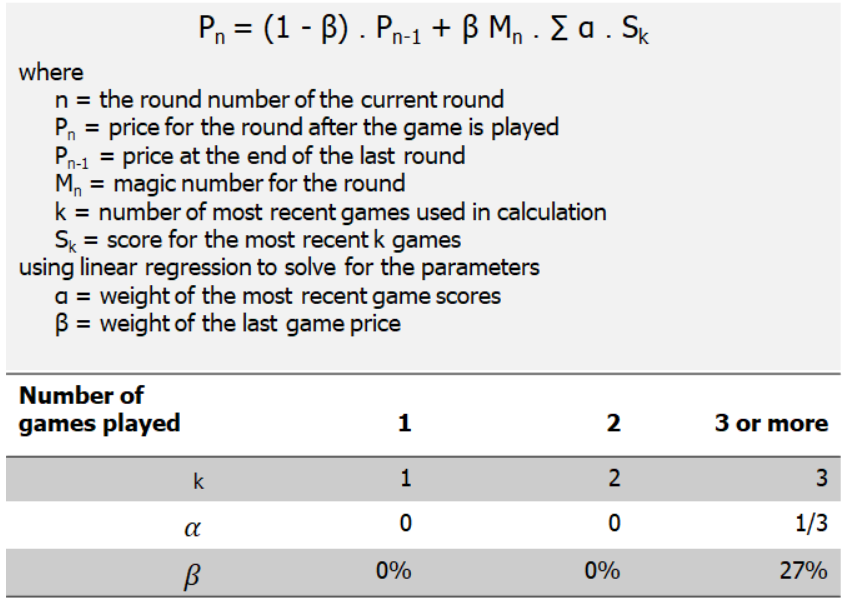 Pn = (1 - β) . Pn-1 + β Mn . Σ ɑ . Sk
where
n = the round number of the current round
Pn = price for the round after the game is played
Pn-1 = price at the end of the last round
Mn = magic number for the round
k = number of most recent games used in calculation
Sk = score for the most recent k games
using linear regression to solve for the parameters
ɑ = weight of the most recent game scores
β = weight of the last game price
Number of
games played 1 2 3 or more
k 1 2 3
α 0 0 1/3
β 0% 0% 27%